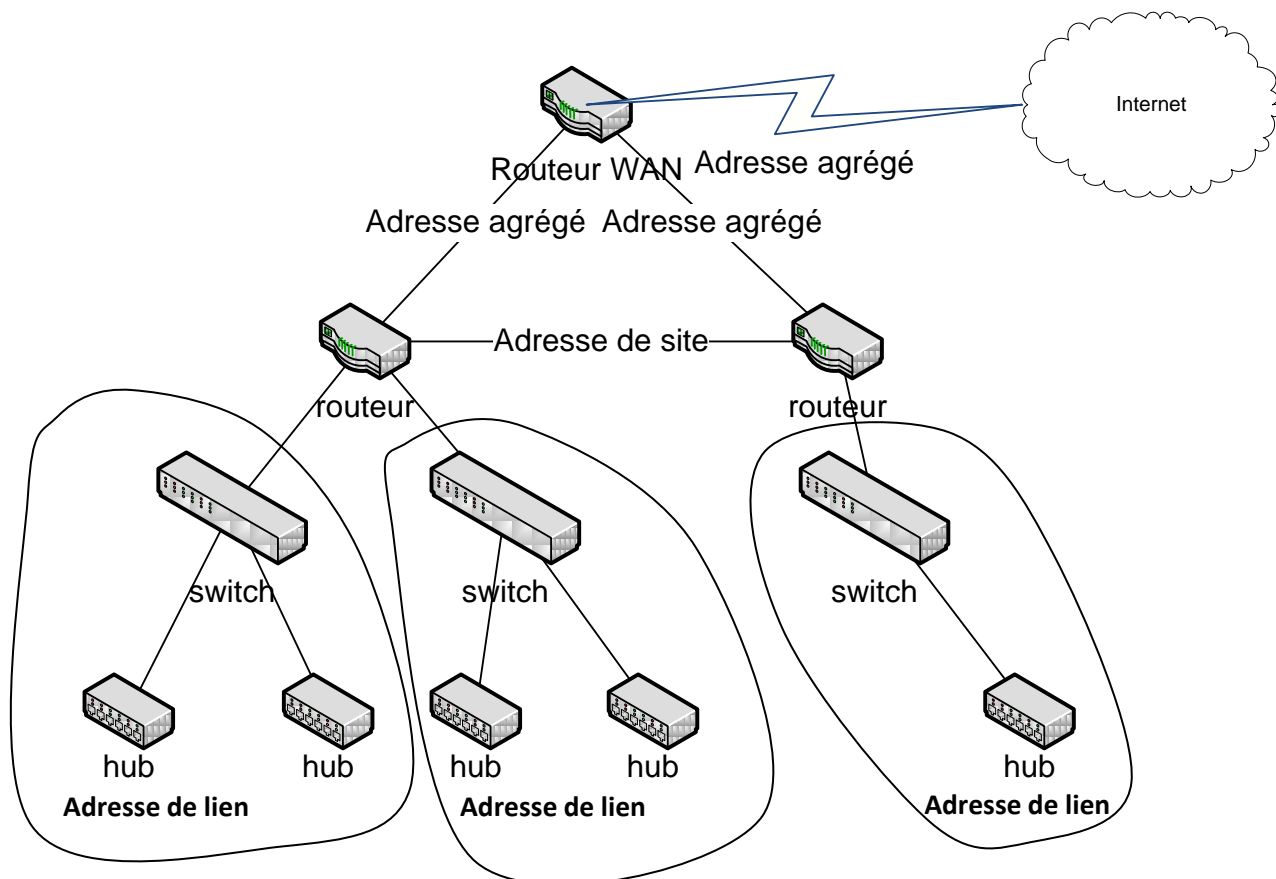 Internet
Routeur WAN
Adresse agrégé
Adresse agrégé
Adresse agrégé
Adresse de site
routeur
routeur
switch
switch
switch
hub
hub
hub
hub
hub
Adresse de lien
Adresse de lien
Adresse de lien